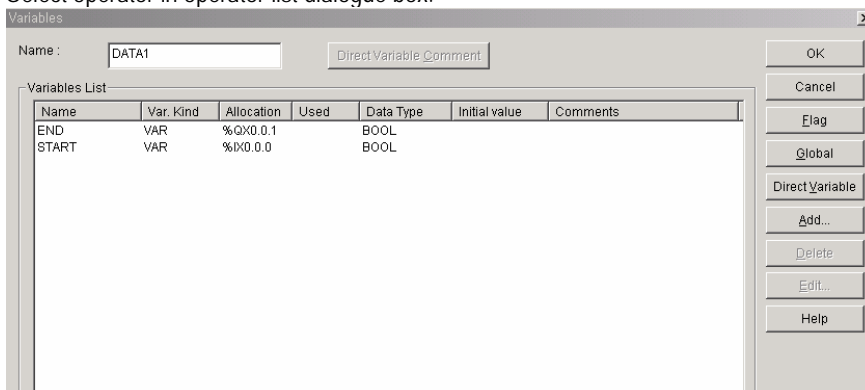 Select operator in operator list dialogue box.
Variables
Name : DATA1 Direct Variable Comment OK
Variables List Cancel
Name Var. Kind Allocation Used Data Type Initial value Comments
END VAR %QX0.0.1 BOOL Flag
START VAR %IX0.0.0 BOOL
Global
Direct Variable
Add...
Delete
Edit...
Help